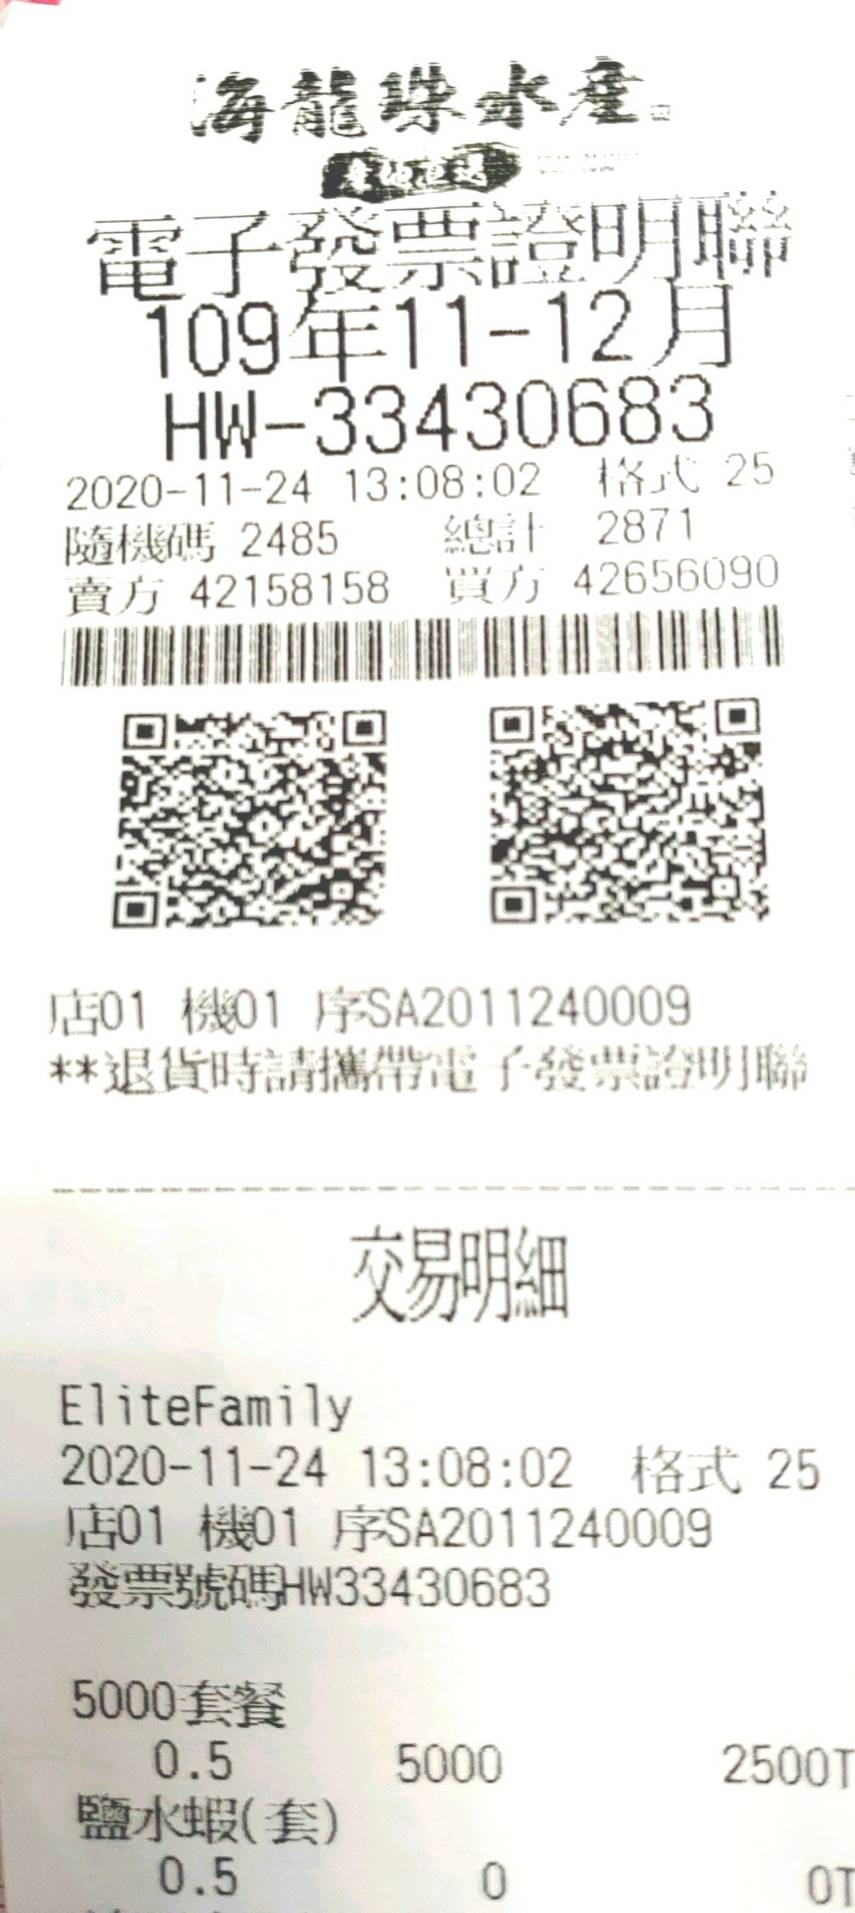 海龍珠水產
產地直送
電子發票證明聯
109年11-12月
HW-33430683
2020-11-24 13:08:02 格式 25
隨機碼 2485 總計 2871
賣方 42158158 買方 42656090
店01 機01 序SA2011240009
**退貨時請攜帶電子發票證明聯
交易明細
EliteFamily
2020-11-24 13:08:02 格式 25
店01 機01 序SA2011240009
發票號碼HW33430683
5000套餐
0.5 5000 2500T
鹽水蝦(套)
0.5 0 0T